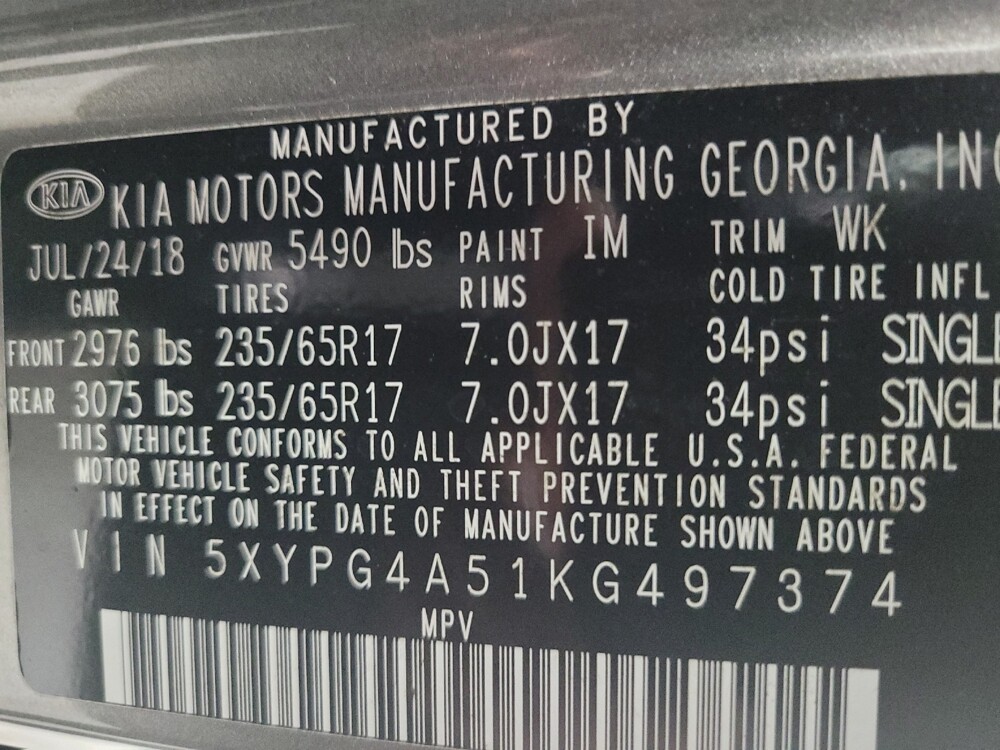 MANUFACTURED BY
KIA KIA MOTORS MANUFACTURING GEORGIA, INC
JUL/24/18 GVWR 5490 lbs PAINT IM TRIM WK
GAWR TIRES RIMS COLD TIRE INFL
FRONT 2976 lbs 235/65R17 7.0JX17 34psi SINGLE
REAR 3075 lbs 235/65R17 7.0JX17 34psi SINGLE
THIS VEHICLE CONFORMS TO ALL APPLICABLE U.S.A. FEDERAL
MOTOR VEHICLE SAFETY AND THEFT PREVENTION STANDARDS
IN EFFECT ON THE DATE OF MANUFACTURE SHOWN ABOVE
VIN 5XYPG4A51KG497374
MPV